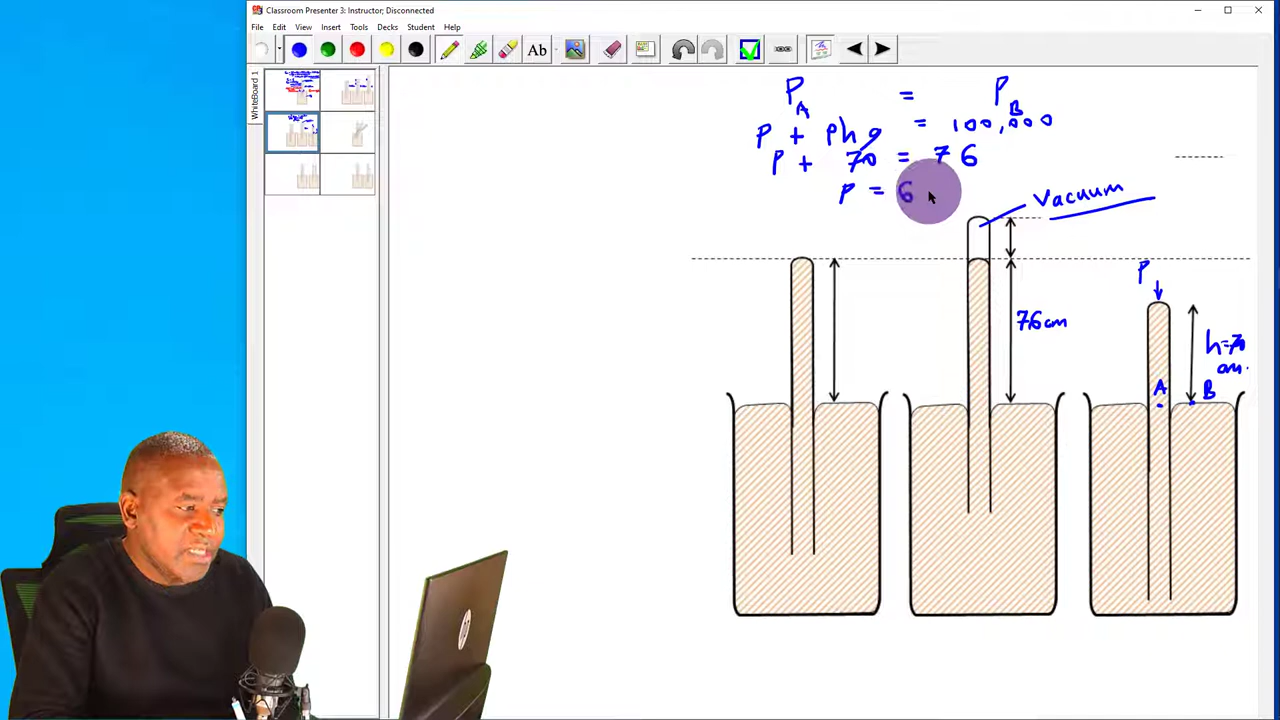 Classroom Presenter 3: Instructor, Disconnected
File Edit View Insert Tools Decks Student Help
Ab
WhiteBoard 1
P_A = P_B
P + ρhg = 100,000
P + 70 = 76
P = 6
Vacuum
P
76cm
h=70
cm.
A
B